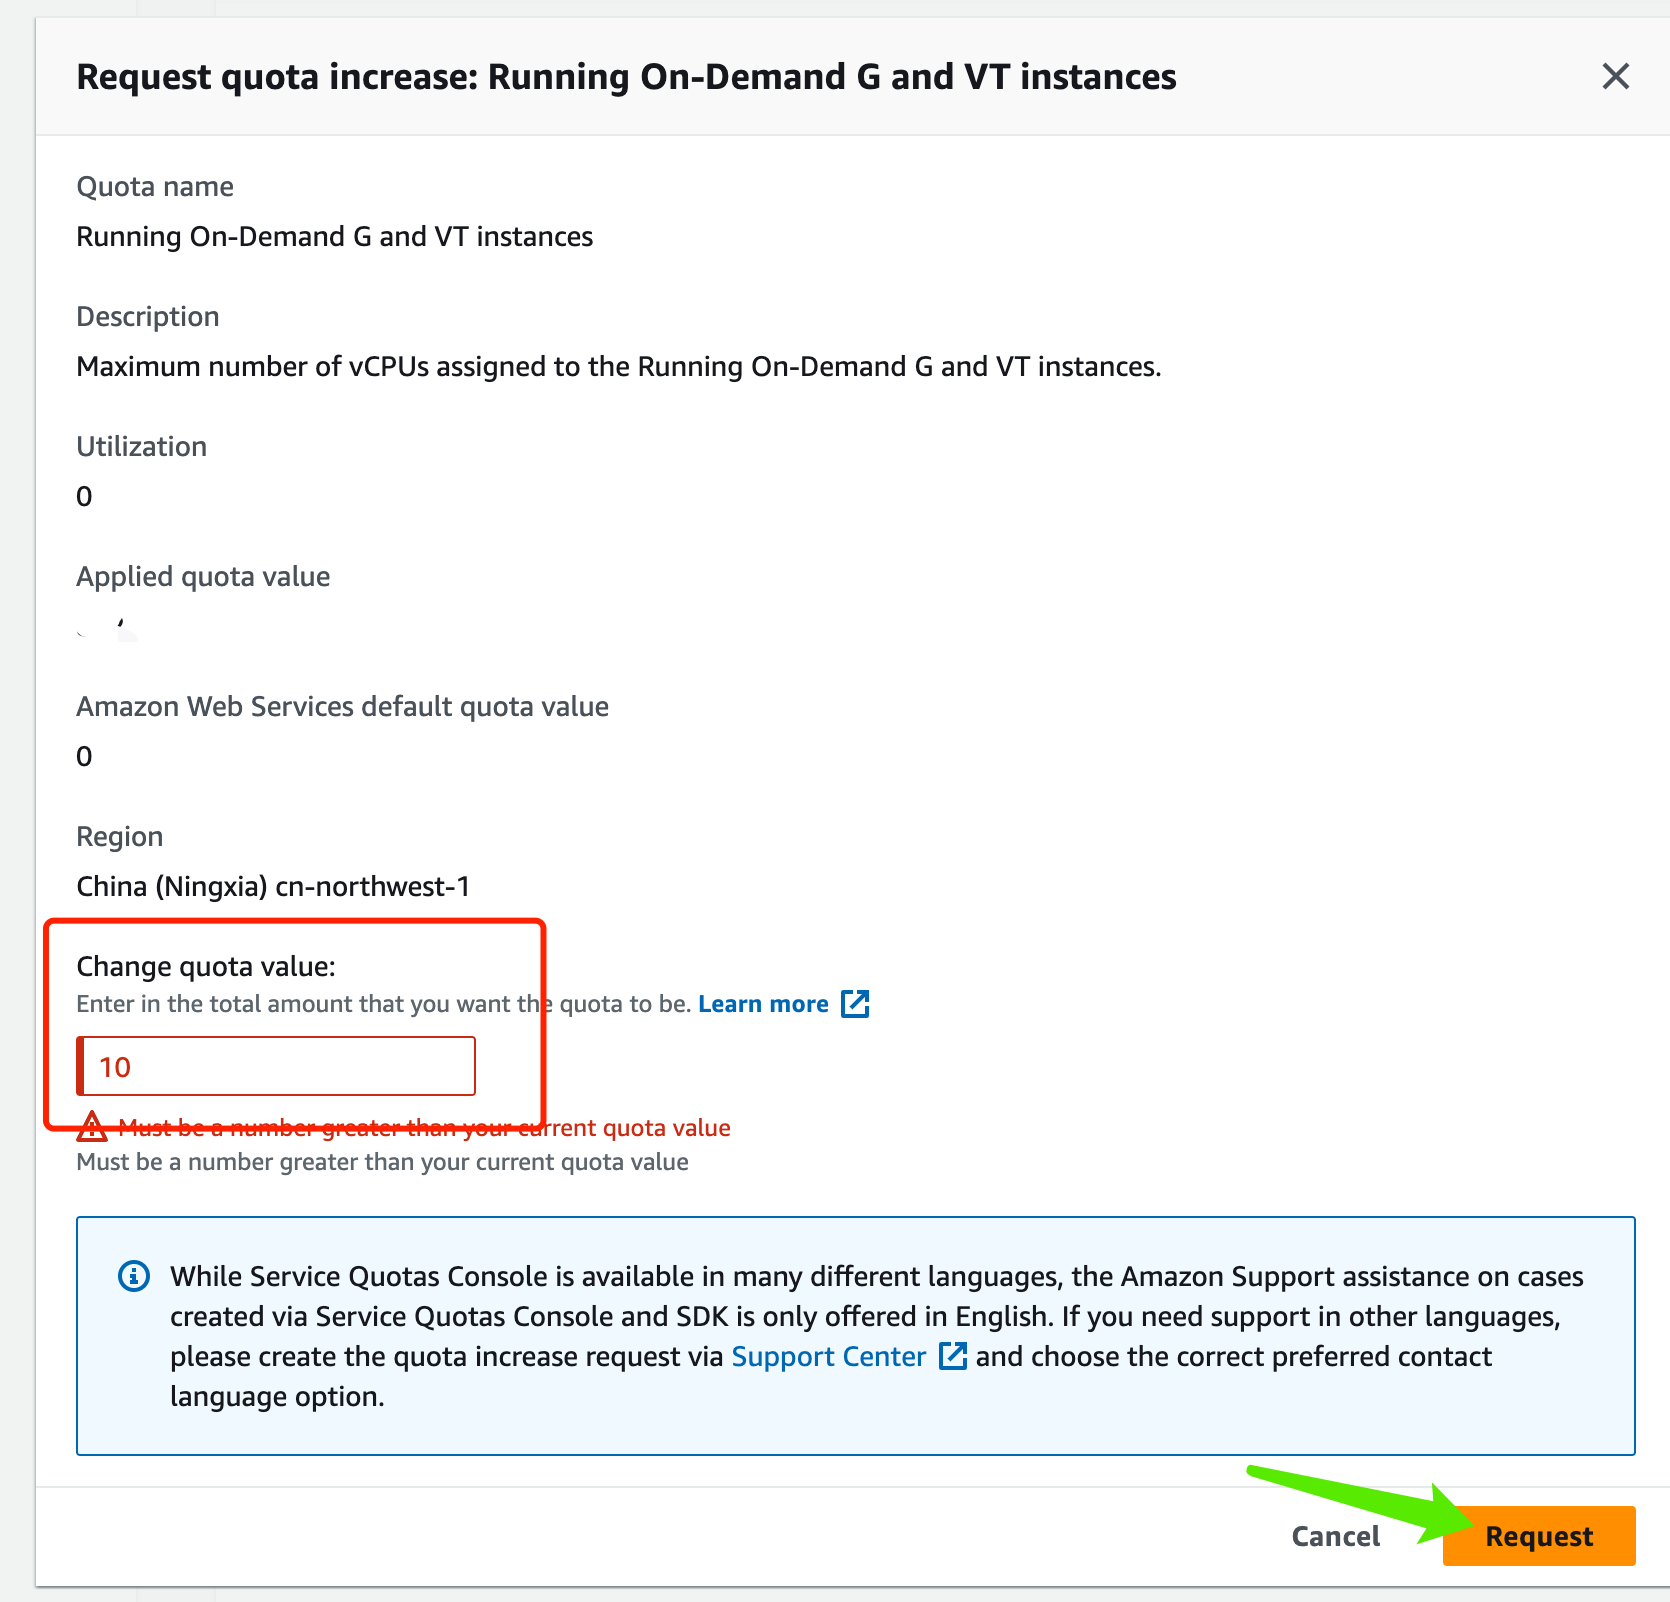 Request quota increase: Running On-Demand G and VT instances
Quota name
Running On-Demand G and VT instances
Description
Maximum number of vCPUs assigned to the Running On-Demand G and VT instances.
Utilization
0
Applied quota value
Amazon Web Services default quota value
0
Region
China (Ningxia) cn-northwest-1
Change quota value:
Enter in the total amount that you want the quota to be. Learn more
10
Must be a number greater than your current quota value
Must be a number greater than your current quota value
While Service Quotas Console is available in many different languages, the Amazon Support assistance on cases
created via Service Quotas Console and SDK is only offered in English. If you need support in other languages,
please create the quota increase request via Support Center and choose the correct preferred contact
language option.
Cancel
Request